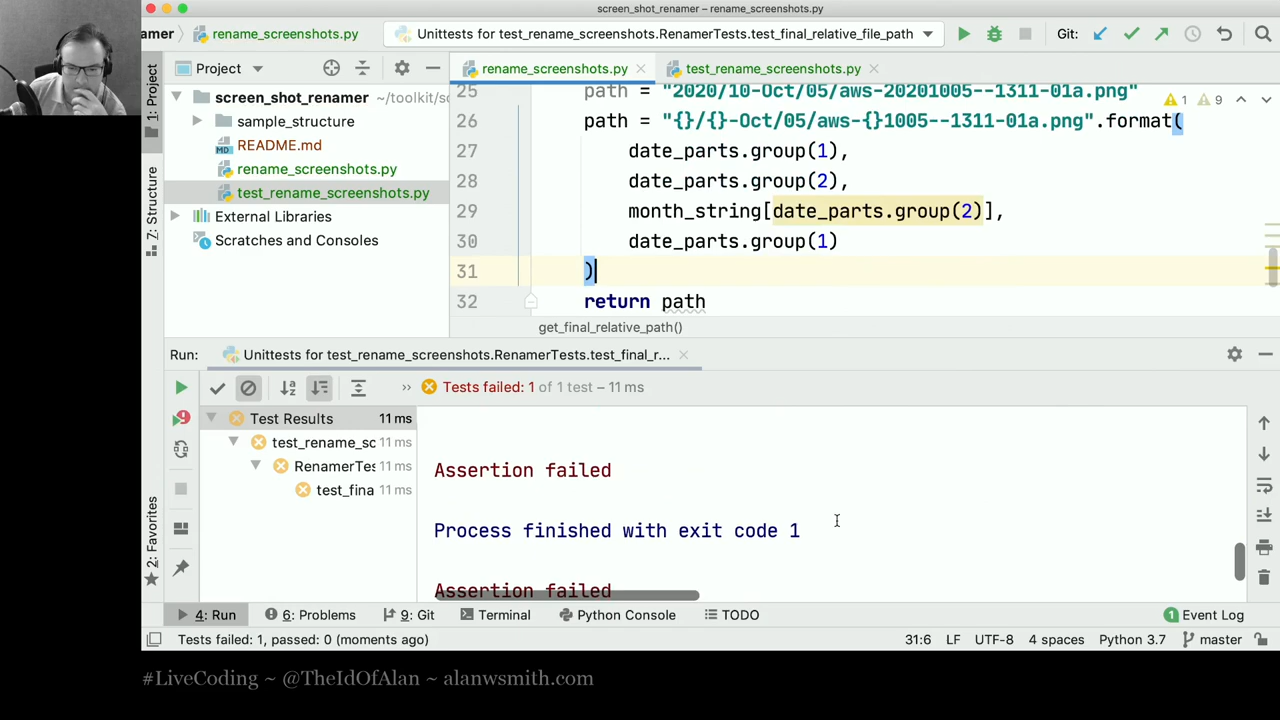 screen_shot_renamer – rename_screenshots.py
amer
rename_screenshots.py
Unittests for test_rename_screenshots.RenamerTests.test_final_relative_file_path
Git:
1: Project
Project
rename_screenshots.py
test_rename_screenshots.py
screen_shot_renamer ~/toolkit/sc
sample_structure
README.md
rename_screenshots.py
test_rename_screenshots.py
External Libraries
Scratches and Consoles
Z: Structure
25 path = "2020/10-Oct/05/aws-20201005--1311-01a.png"
1 9
26 path = "{}/{}-Oct/05/aws-{}1005--1311-01a.png".format(
27 date_parts.group(1),
28 date_parts.group(2),
29 month_string[date_parts.group(2)],
30 date_parts.group(1)
31 )
32 return path
get_final_relative_path()
Run:
Unittests for test_rename_screenshots.RenamerTests.test_final_r...
Tests failed: 1 of 1 test – 11 ms
Test Results 11 ms
test_rename_sc 11 ms
RenamerTes 11 ms
test_fina 11 ms
Assertion failed
Process finished with exit code 1
Assertion failed
2: Favorites
4: Run
6: Problems
9: Git
Terminal
Python Console
TODO
1 Event Log
Tests failed: 1, passed: 0 (moments ago)
31:6
LF
UTF-8
4 spaces
Python 3.7
master
#LiveCoding ~ @TheIdOfAlan ~ alanwsmith.com